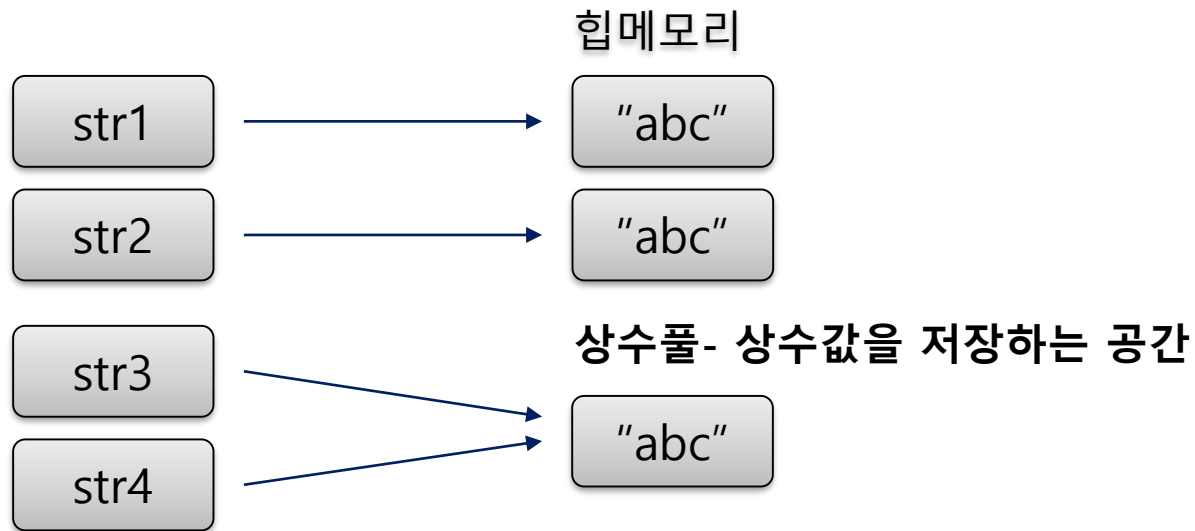 힙메모리
str1
"abc"
str2
"abc"
str3
상수풀- 상수값을 저장하는 공간
"abc"
str4